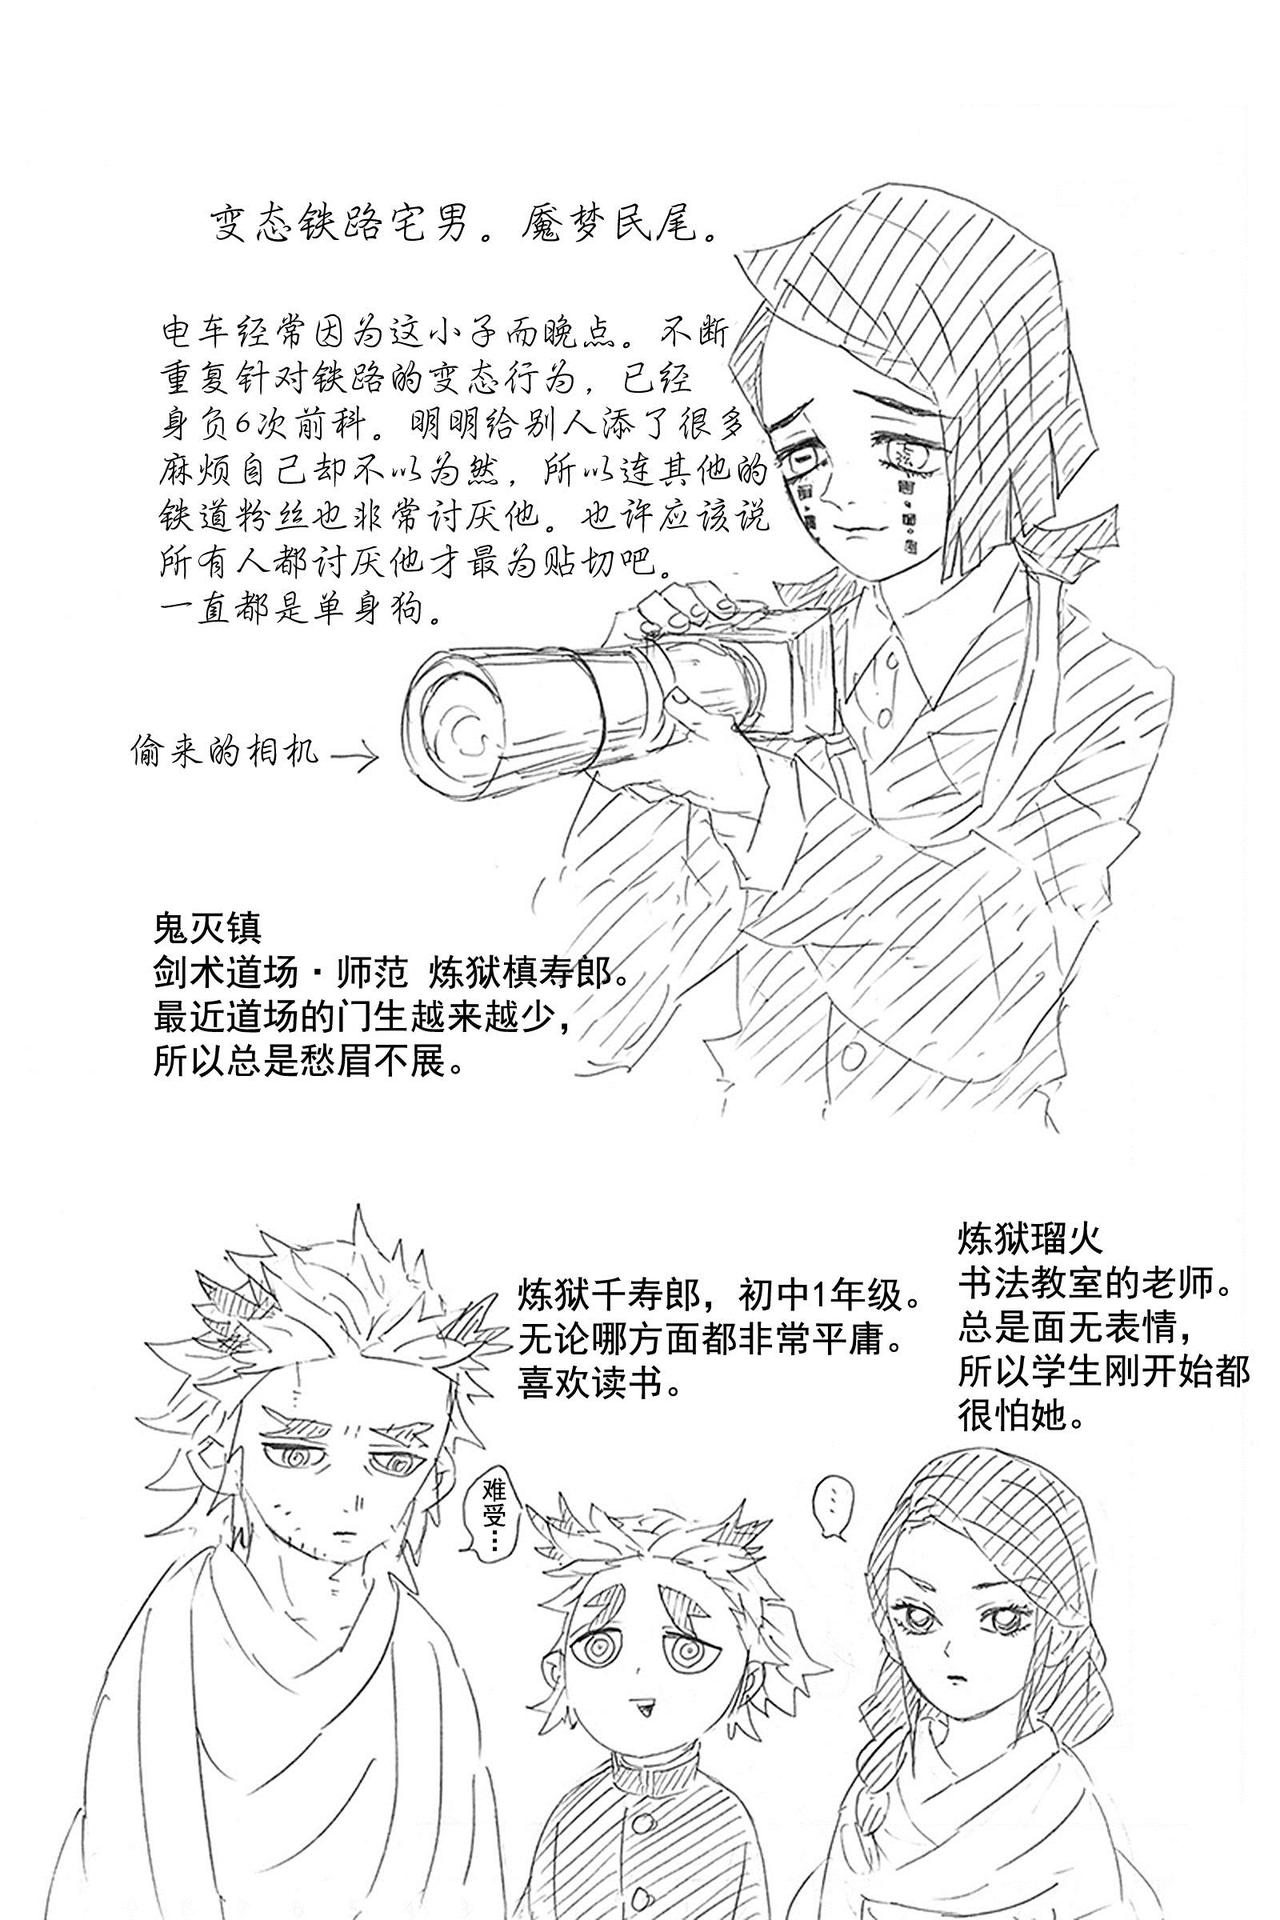 变态铁路宅男。魇梦民尾。
电车经常因为这小子而晚点。不断
重复针对铁路的变态行为，已经
身负6次前科。明明给别人添了很多
麻烦自己却不以为然，所以连其他的
铁道粉丝也非常讨厌他。也许应该说
所有人都讨厌他才最为贴切吧。
一直都是单身狗。
偷来的相机→
鬼灭镇
剑术道场·师范 炼狱槙寿郎。
最近道场的门生越来越少，
所以总是愁眉不展。
炼狱千寿郎，初中1年级。
无论哪方面都非常平庸。
喜欢读书。
炼狱瑠火
书法教室的老师。
总是面无表情，
所以学生刚开始都
很怕她。
难
受…
…